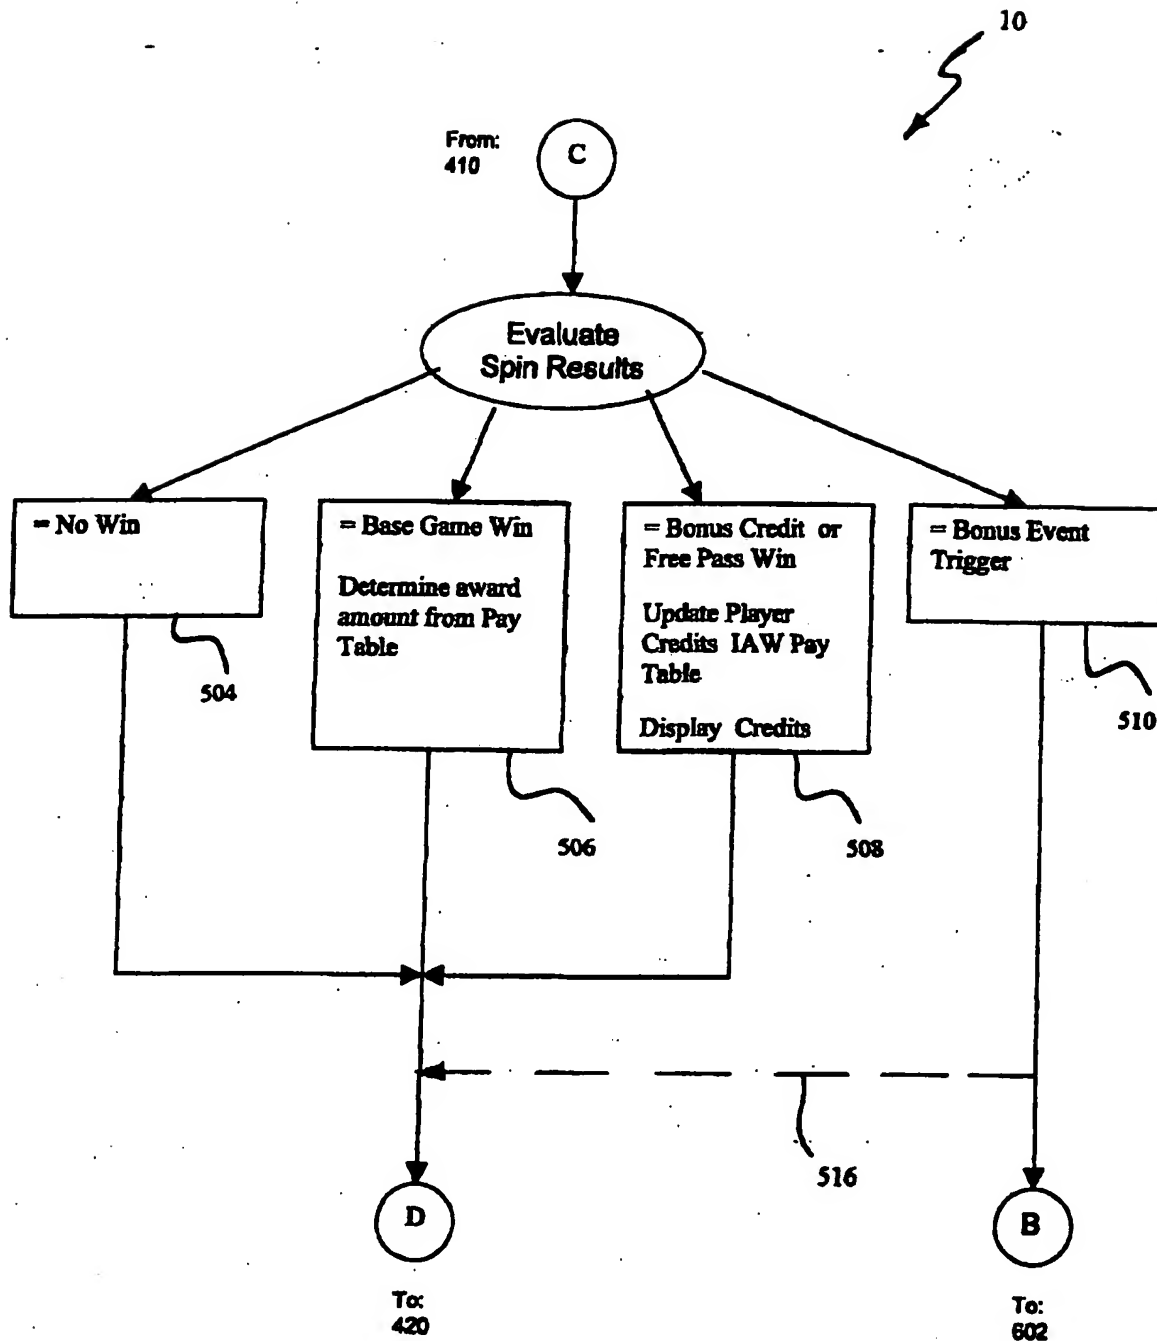 10
From:
410
C
Evaluate
Spin Results
= No Win
504
= Base Game Win
Determine award
amount from Pay
Table
506
= Bonus Credit or
Free Pass Win
Update Player
Credits IAW Pay
Table
Display Credits
508
= Bonus Event
Trigger
510
516
D
To:
420
B
To:
602